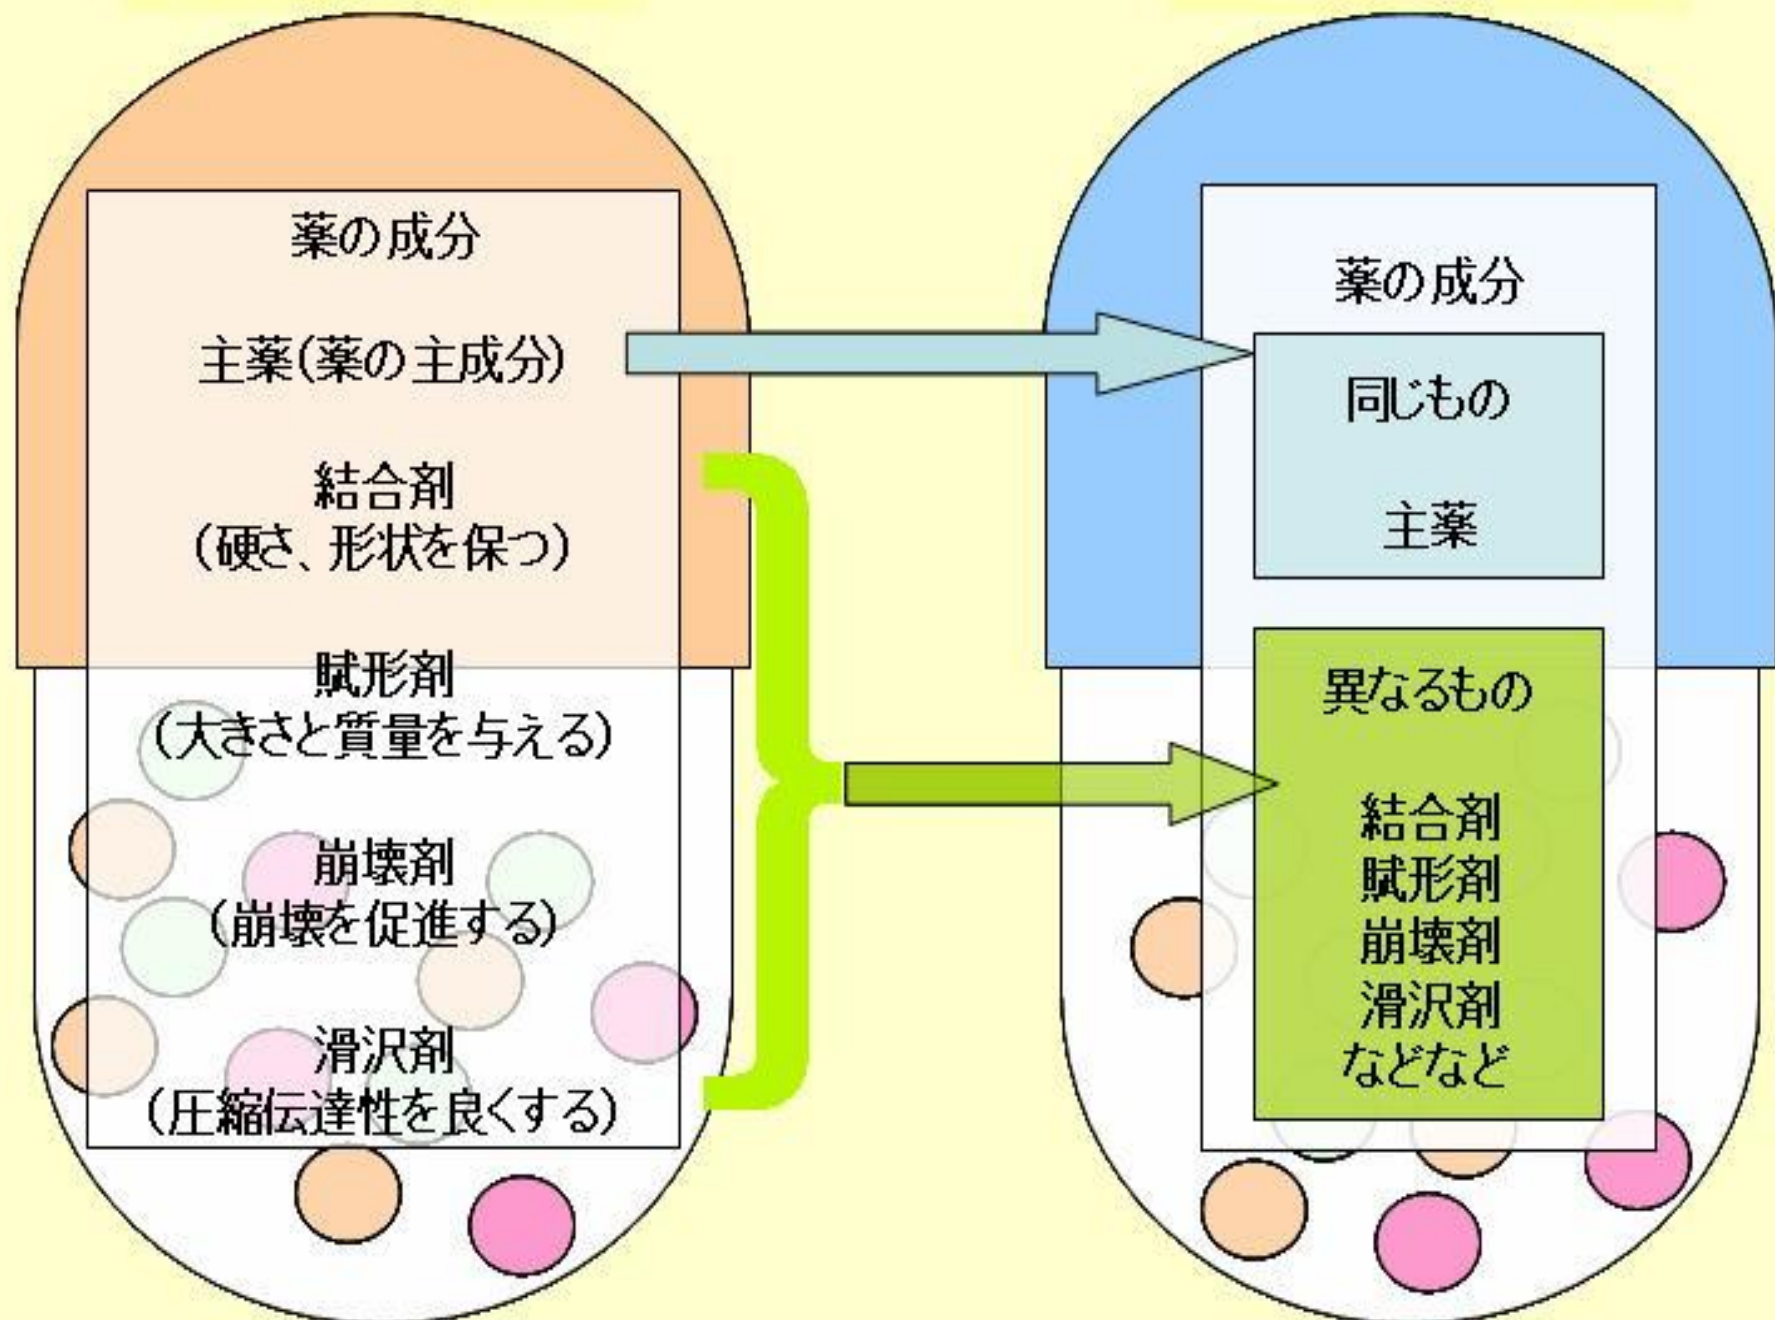 薬の成分
主薬(薬の主成分)
結合剤
(硬さ、形状を保つ)
賦形剤
(大きさと質量を与える)
崩壊剤
(崩壊を促進する)
滑沢剤
(圧縮伝達性を良くする)
薬の成分
同じもの
主薬
異なるもの
結合剤
賦形剤
崩壊剤
滑沢剤
などなど